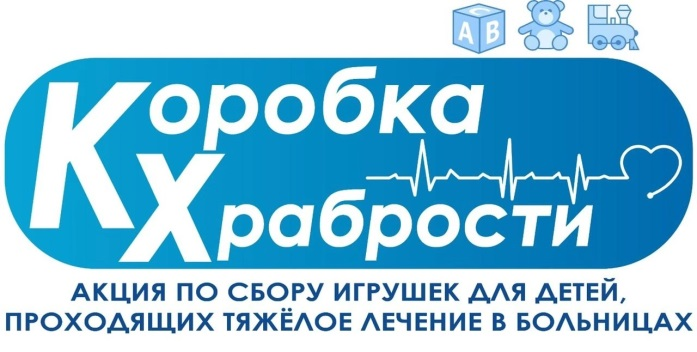 A C B
Коробка
Храбрости
АКЦИЯ ПО СБОРУ ИГРУШЕК ДЛЯ ДЕТЕЙ,
ПРОХОДЯЩИХ ТЯЖЁЛОЕ ЛЕЧЕНИЕ В БОЛЬНИЦАХ